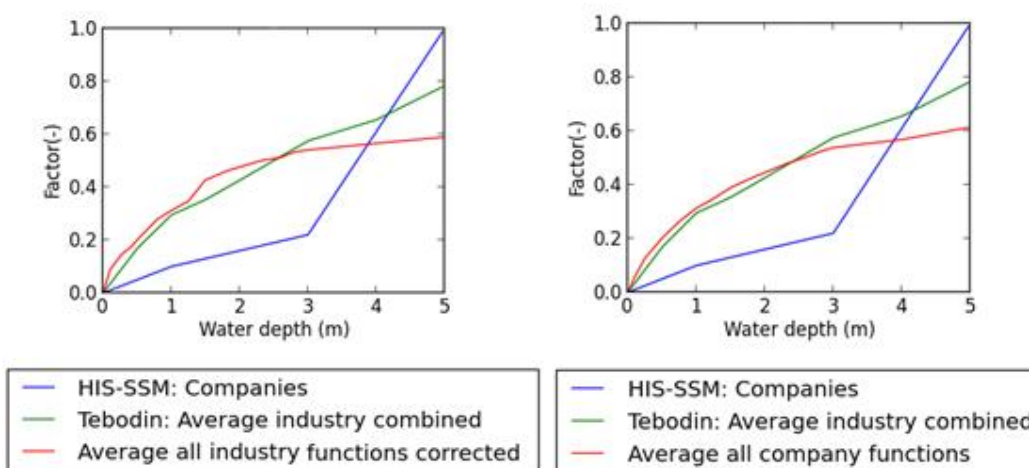 1.0
0.8
0.6
0.4
0.2
0.0
Factor(-)
0 1 2 3 4 5
Water depth (m)
HIS-SSM: Companies
Tebodin: Average industry combined
Average all industry functions corrected
1.0
0.8
0.6
0.4
0.2
0.0
Factor(-)
0 1 2 3 4 5
Water depth (m)
HIS-SSM: Companies
Tebodin: Average industry combined
Average all company functions